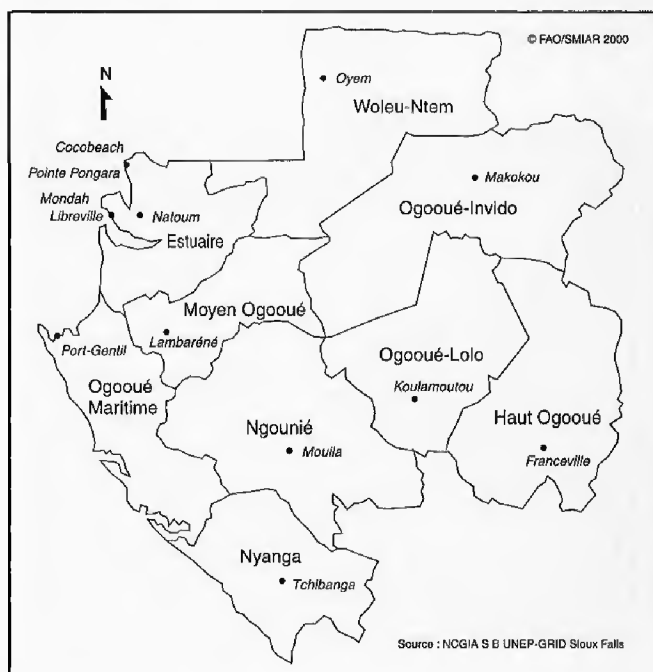 © FAO/SMIAR 2000
N
Oyem
Woleu-Ntem
Cocobeach
Pointe Pongara
Makokou
Mondah
Libreville
Natoum
Ogooué-Invido
Estuaire
Moyen Ogooué
Lambaréné
Port-Gentil
Ogooué-Lolo
Ogooué
Maritime
Koulamoutou
Ngounié
Haut Ogooué
Mouila
Franceville
Nyanga
Tchibanga
Source : NCGIA S B UNEP-GRID Sioux Falls